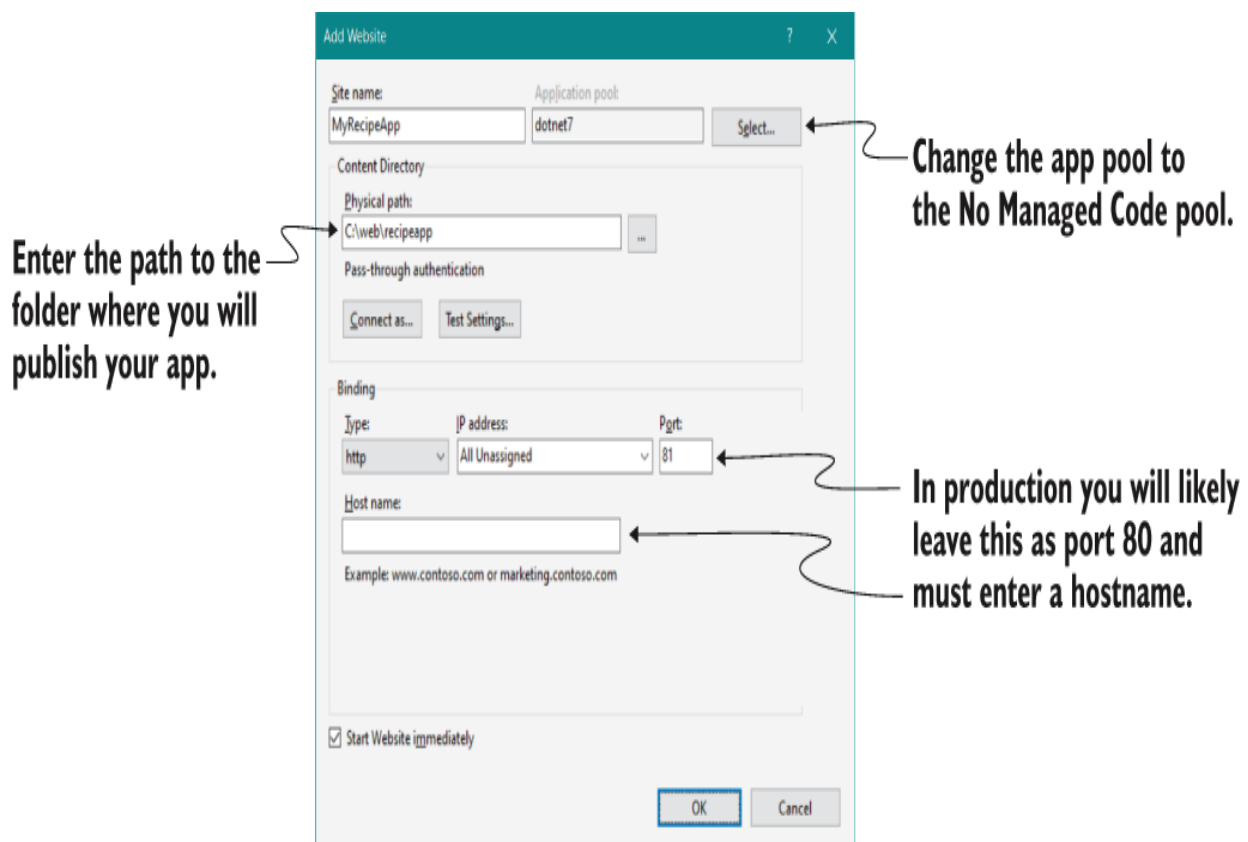 Add Website ? X
Site name: Application pool:
MyRecipeApp dotnet7 Select...
Change the app pool to
the No Managed Code pool.
Content Directory
Physical path:
C:\web\recipeapp ...
Enter the path to the
folder where you will
publish your app.
Pass-through authentication
Connect as... Test Settings...
Binding
Type: IP address: Port:
http All Unassigned 81
In production you will likely
leave this as port 80 and
must enter a hostname.
Host name:
Example: www.contoso.com or marketing.contoso.com
Start Website immediately
OK Cancel